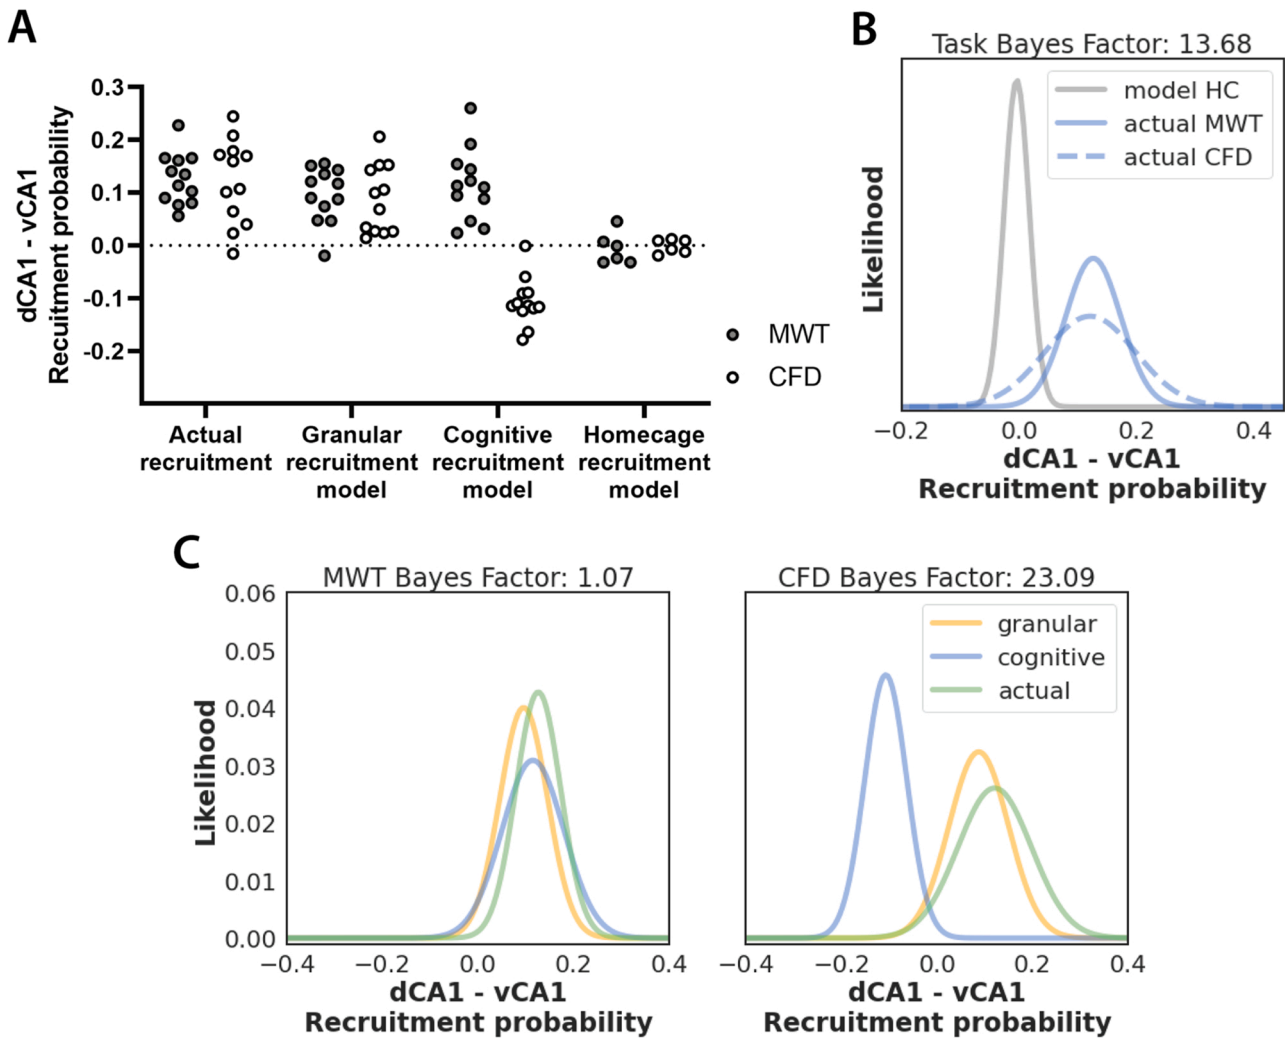 A
0.3
0.2
0.1
0.0
-0.1
-0.2
dCA1 - vCA1
Recuitment probability
MWT
CFD
Actual
recruitment
Granular
recruitment
model
Cognitive
recruitment
model
Homecage
recruitment
model
B
Task Bayes Factor: 13.68
model HC
actual MWT
actual CFD
Likelihood
−0.2
0.0
0.2
0.4
dCA1 - vCA1
Recruitment probability
C
MWT Bayes Factor: 1.07
0.06
0.05
0.04
0.03
0.02
0.01
0.00
Likelihood
−0.4
−0.2
0.0
0.2
0.4
dCA1 - vCA1
Recruitment probability
CFD Bayes Factor: 23.09
granular
cognitive
actual
−0.4
−0.2
0.0
0.2
0.4
dCA1 - vCA1
Recruitment probability